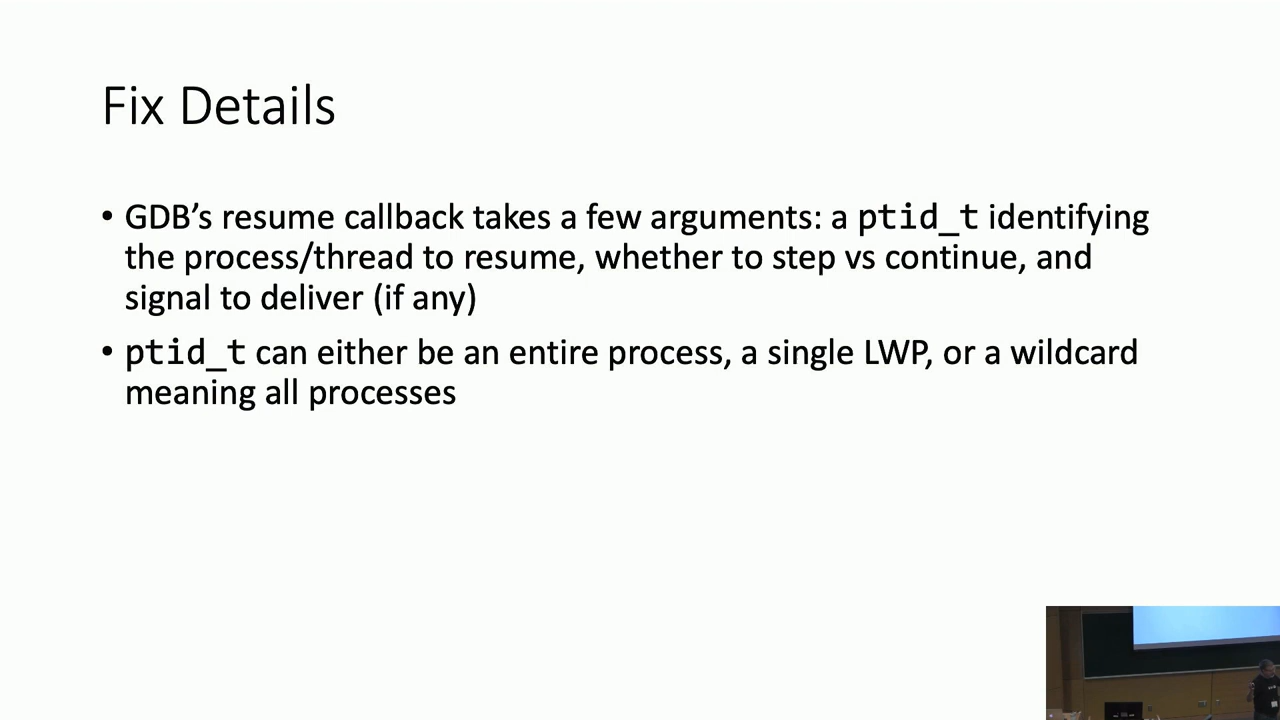 Fix Details
• GDB’s resume callback takes a few arguments: a ptid_t identifying
the process/thread to resume, whether to step vs continue, and
signal to deliver (if any)
• ptid_t can either be an entire process, a single LWP, or a wildcard
meaning all processes